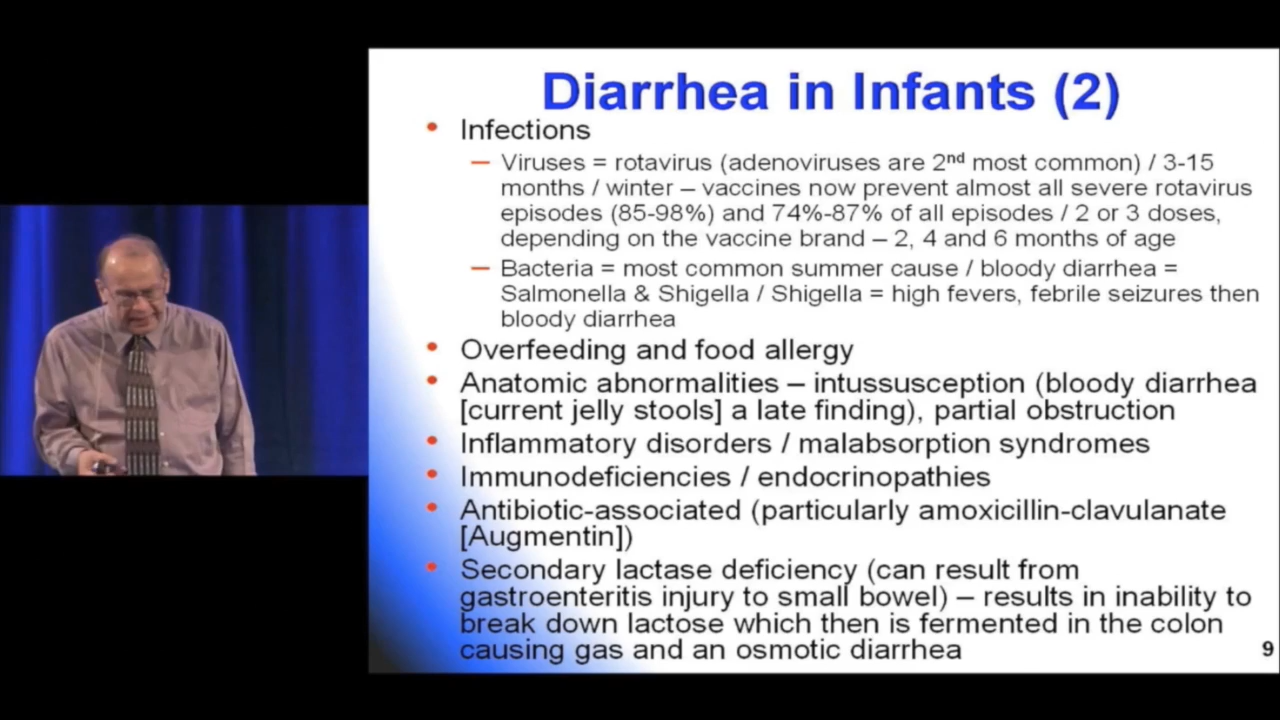 Diarrhea in Infants (2)
• Infections
– Viruses = rotavirus (adenoviruses are 2nd most common) / 3-15
months / winter – vaccines now prevent almost all severe rotavirus
episodes (85-98%) and 74%-87% of all episodes / 2 or 3 doses,
depending on the vaccine brand – 2, 4 and 6 months of age
– Bacteria = most common summer cause / bloody diarrhea =
Salmonella & Shigella / Shigella = high fevers, febrile seizures then
bloody diarrhea
• Overfeeding and food allergy
• Anatomic abnormalities – intussusception (bloody diarrhea
[current jelly stools] a late finding), partial obstruction
• Inflammatory disorders / malabsorption syndromes
• Immunodeficiencies / endocrinopathies
• Antibiotic-associated (particularly amoxicillin-clavulanate
[Augmentin])
• Secondary lactase deficiency (can result from
gastroenteritis injury to small bowel) – results in inability to
break down lactose which then is fermented in the colon
causing gas and an osmotic diarrhea
9